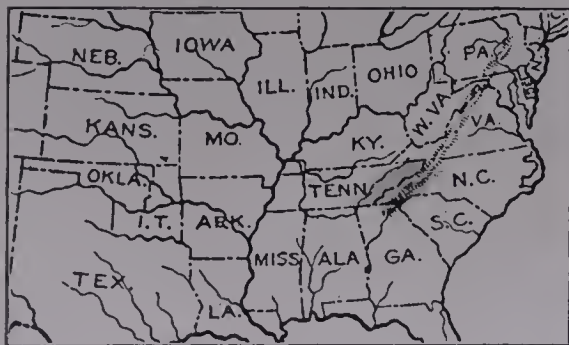 NEB. IOWA ILL. IND. OHIO PA.
KANS. MO. KY. W.VA. VA.
OKLA. TENN. N.C.
I.T. ARK. S.C.
TEX. LA. MISS. ALA GA.